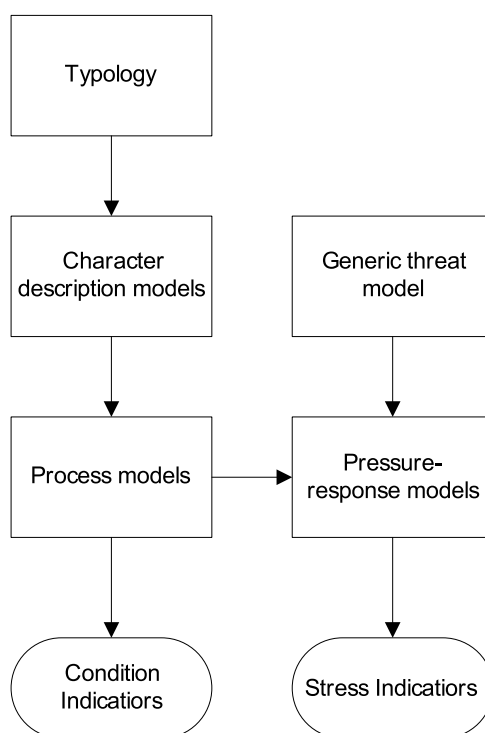 Typology
Character
description models
Generic threat
model
Process models
Pressure-
response models
Condition
Indicatiors
Stress Indicatiors